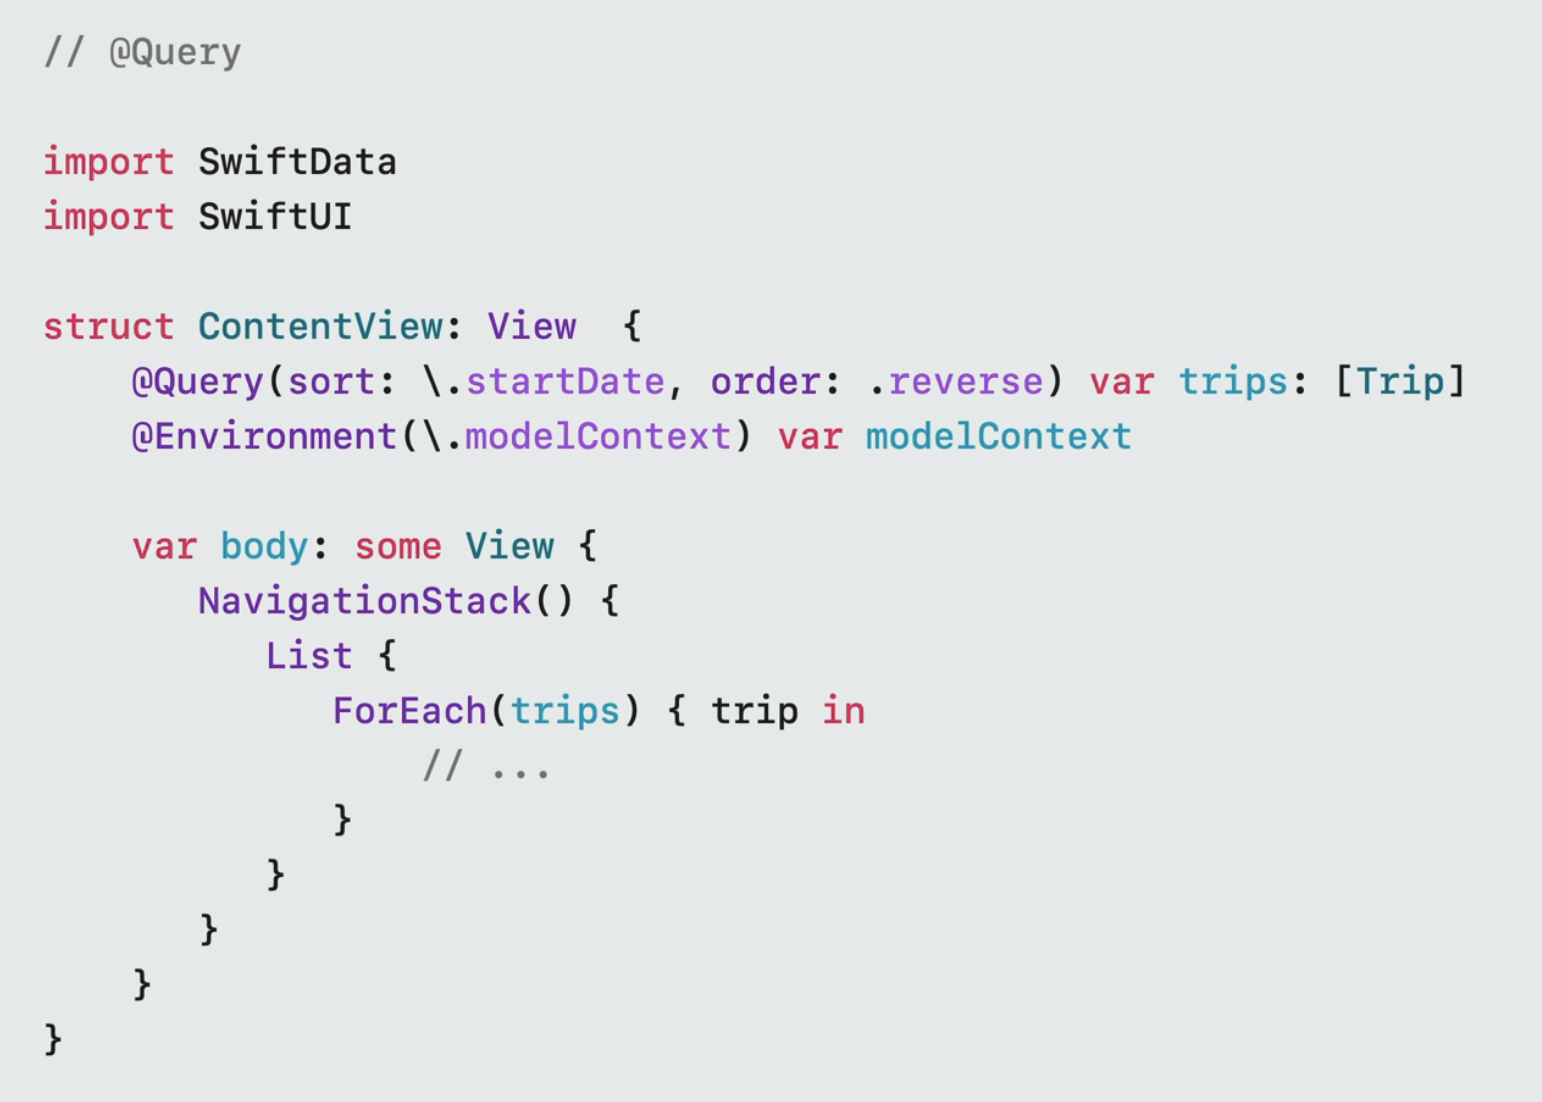 // @Query

import SwiftData
import SwiftUI

struct ContentView: View  {
    @Query(sort: \.startDate, order: .reverse) var trips: [Trip]
    @Environment(\.modelContext) var modelContext

    var body: some View {
       NavigationStack() {
          List {
             ForEach(trips) { trip in
                 // ...
             }
          }
       }
    }
}